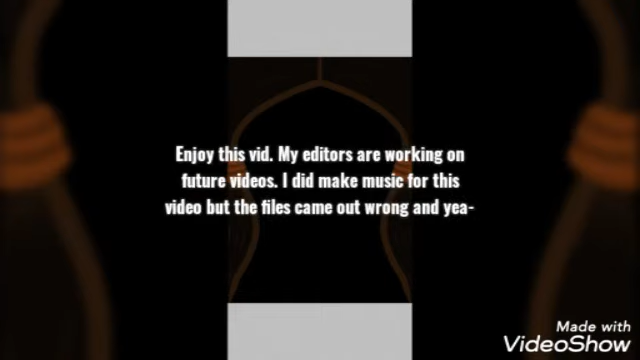 Enjoy this vid. My editors are working on
future videos. I did make music for this
video but the files came out wrong and yea-
Made with
VideoShow